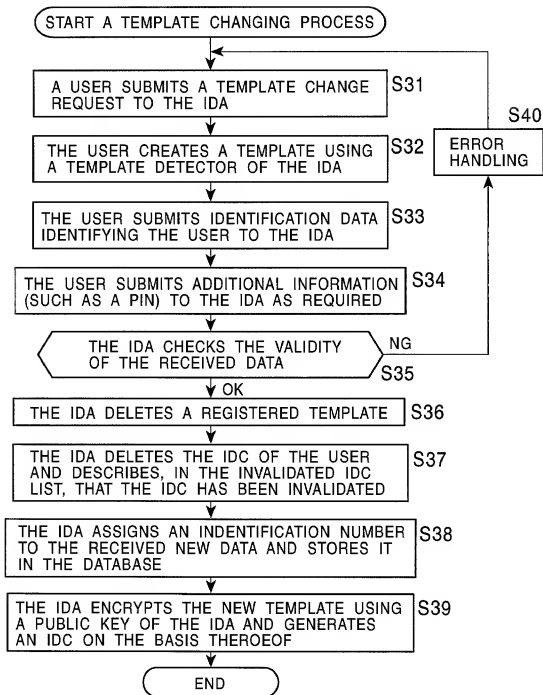 START A TEMPLATE CHANGING PROCESS
A USER SUBMITS A TEMPLATE CHANGE
REQUEST TO THE IDA
S31
S40
ERROR
HANDLING
THE USER CREATES A TEMPLATE USING
A TEMPLATE DETECTOR OF THE IDA
S32
THE USER SUBMITS IDENTIFICATION DATA
IDENTIFYING THE USER TO THE IDA
S33
THE USER SUBMITS ADDITIONAL INFORMATION
(SUCH AS A PIN) TO THE IDA AS REQUIRED
S34
THE IDA CHECKS THE VALIDITY
OF THE RECEIVED DATA
NG
S35
OK
THE IDA DELETES A REGISTERED TEMPLATE
S36
THE IDA DELETES THE IDC OF THE USER
AND DESCRIBES, IN THE INVALIDATED IDC
LIST, THAT THE IDC HAS BEEN INVALIDATED
S37
THE IDA ASSIGNS AN INDENTIFICATION NUMBER
TO THE RECEIVED NEW DATA AND STORES IT
IN THE DATABASE
S38
THE IDA ENCRYPTS THE NEW TEMPLATE USING
A PUBLIC KEY OF THE IDA AND GENERATES
AN IDC ON THE BASIS THEROEOF
S39
END